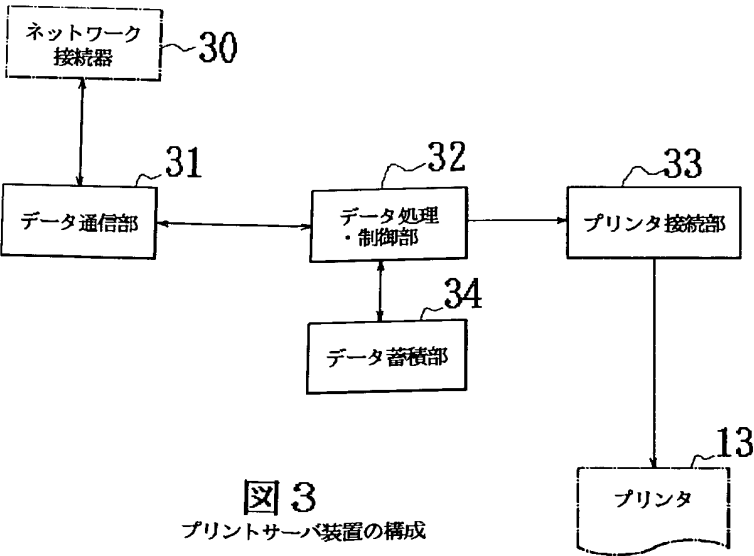 ネットワーク
接続器
30
31
データ通信部
32
データ処理
・制御部
33
プリンタ接続部
34
データ蓄積部
13
プリンタ
図3
プリントサーバ装置の構成